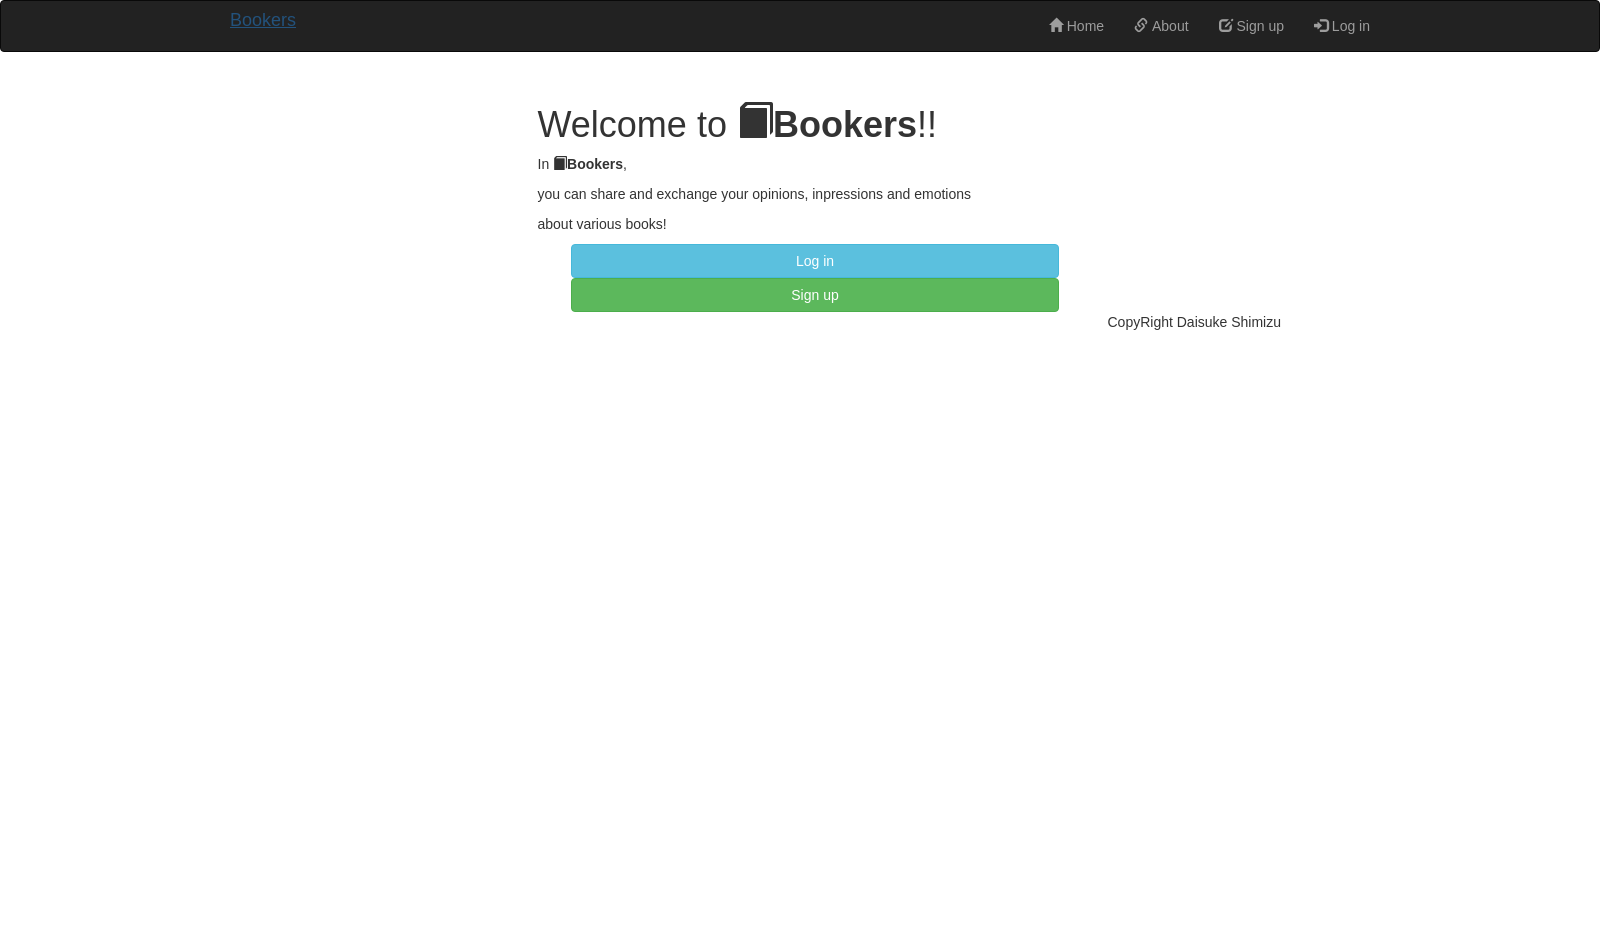 Bookers
Home About Sign up Log in
Welcome to Bookers!!
In Bookers,
you can share and exchange your opinions, inpressions and emotions
about various books!
Log in
Sign up
CopyRight Daisuke Shimizu